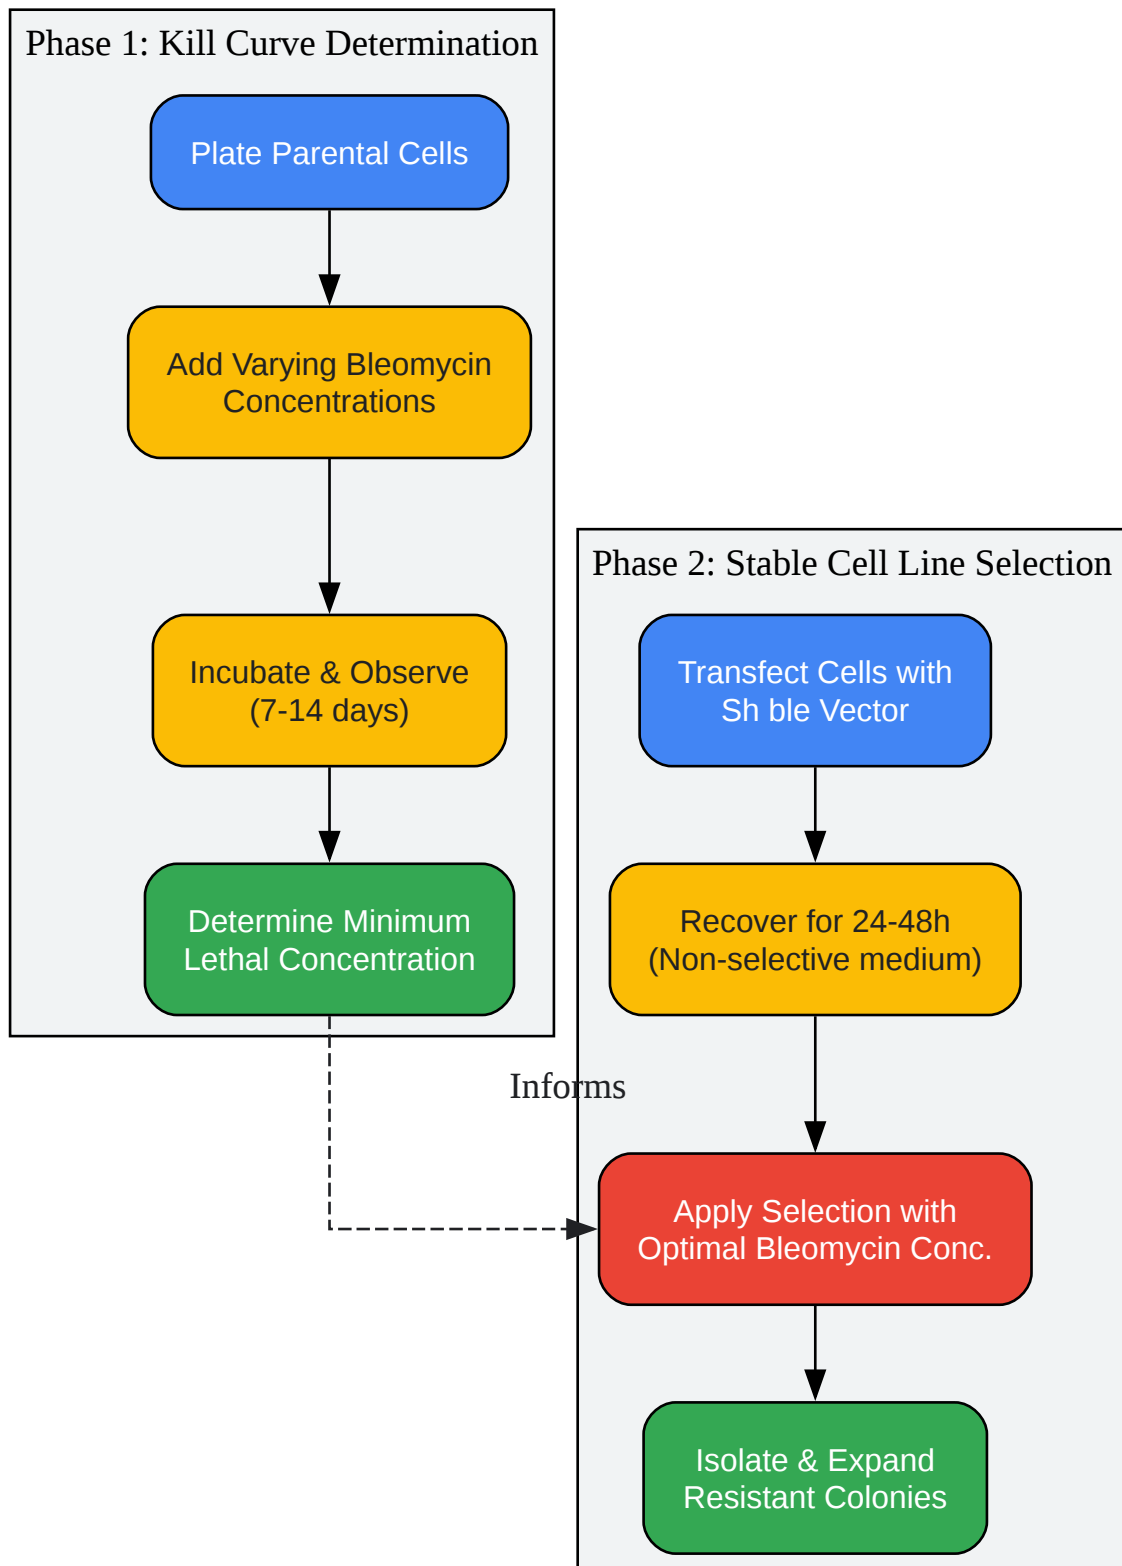 Phase 1: Kill Curve Determination
Plate Parental Cells
Add Varying Bleomycin
Concentrations
Incubate & Observe
(7-14 days)
Determine Minimum
Lethal Concentration
Informs
Phase 2: Stable Cell Line Selection
Transfect Cells with
Sh ble Vector
Recover for 24-48h
(Non-selective medium)
Apply Selection with
Optimal Bleomycin Conc.
Isolate & Expand
Resistant Colonies